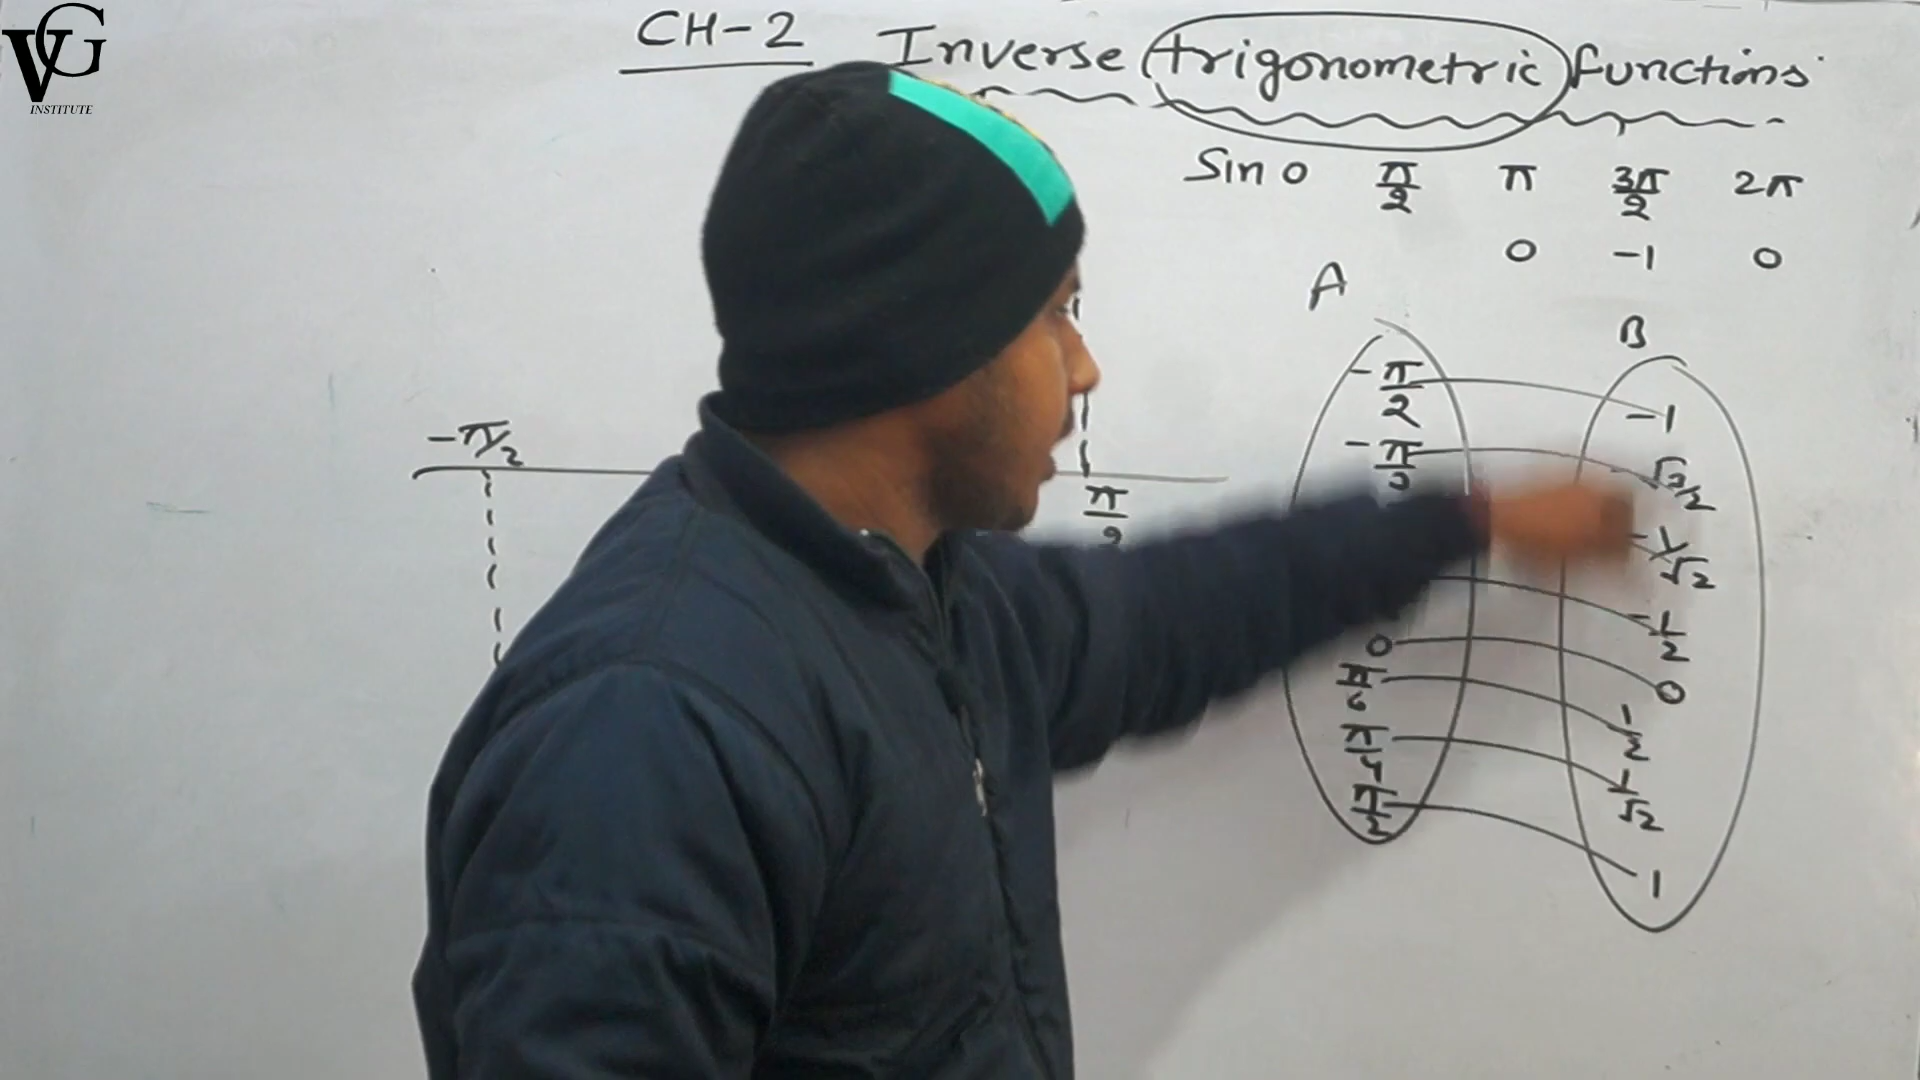 VG
INSTITUTE
CH-2 Inverse trigonometric functions
Sin 0 π/2 π 3π/2 2π
0 -1 0
A
B
-π/2
-1
-π/3
√3/2
-1/√2
-1/2
0
0
π/6
1/2
π/4
1/√2
π/2
1
-π/2
π/2